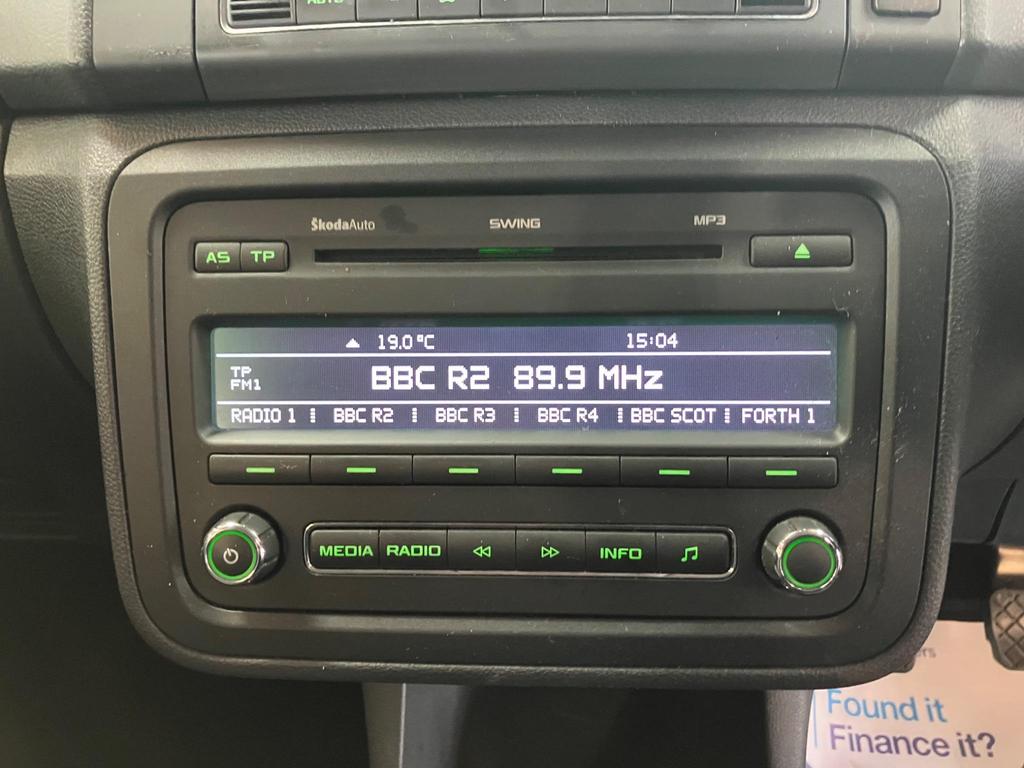 AUTO
ŠkodaAuto SWING MP3
AS TP
19.0°C 15:04
TP
FM1
BBC R2 89.9 MHz
RADIO 1 BBC R2 BBC R3 BBC R4 BBC SCOT FORTH 1
MEDIA RADIO INFO
Found it
Finance it?